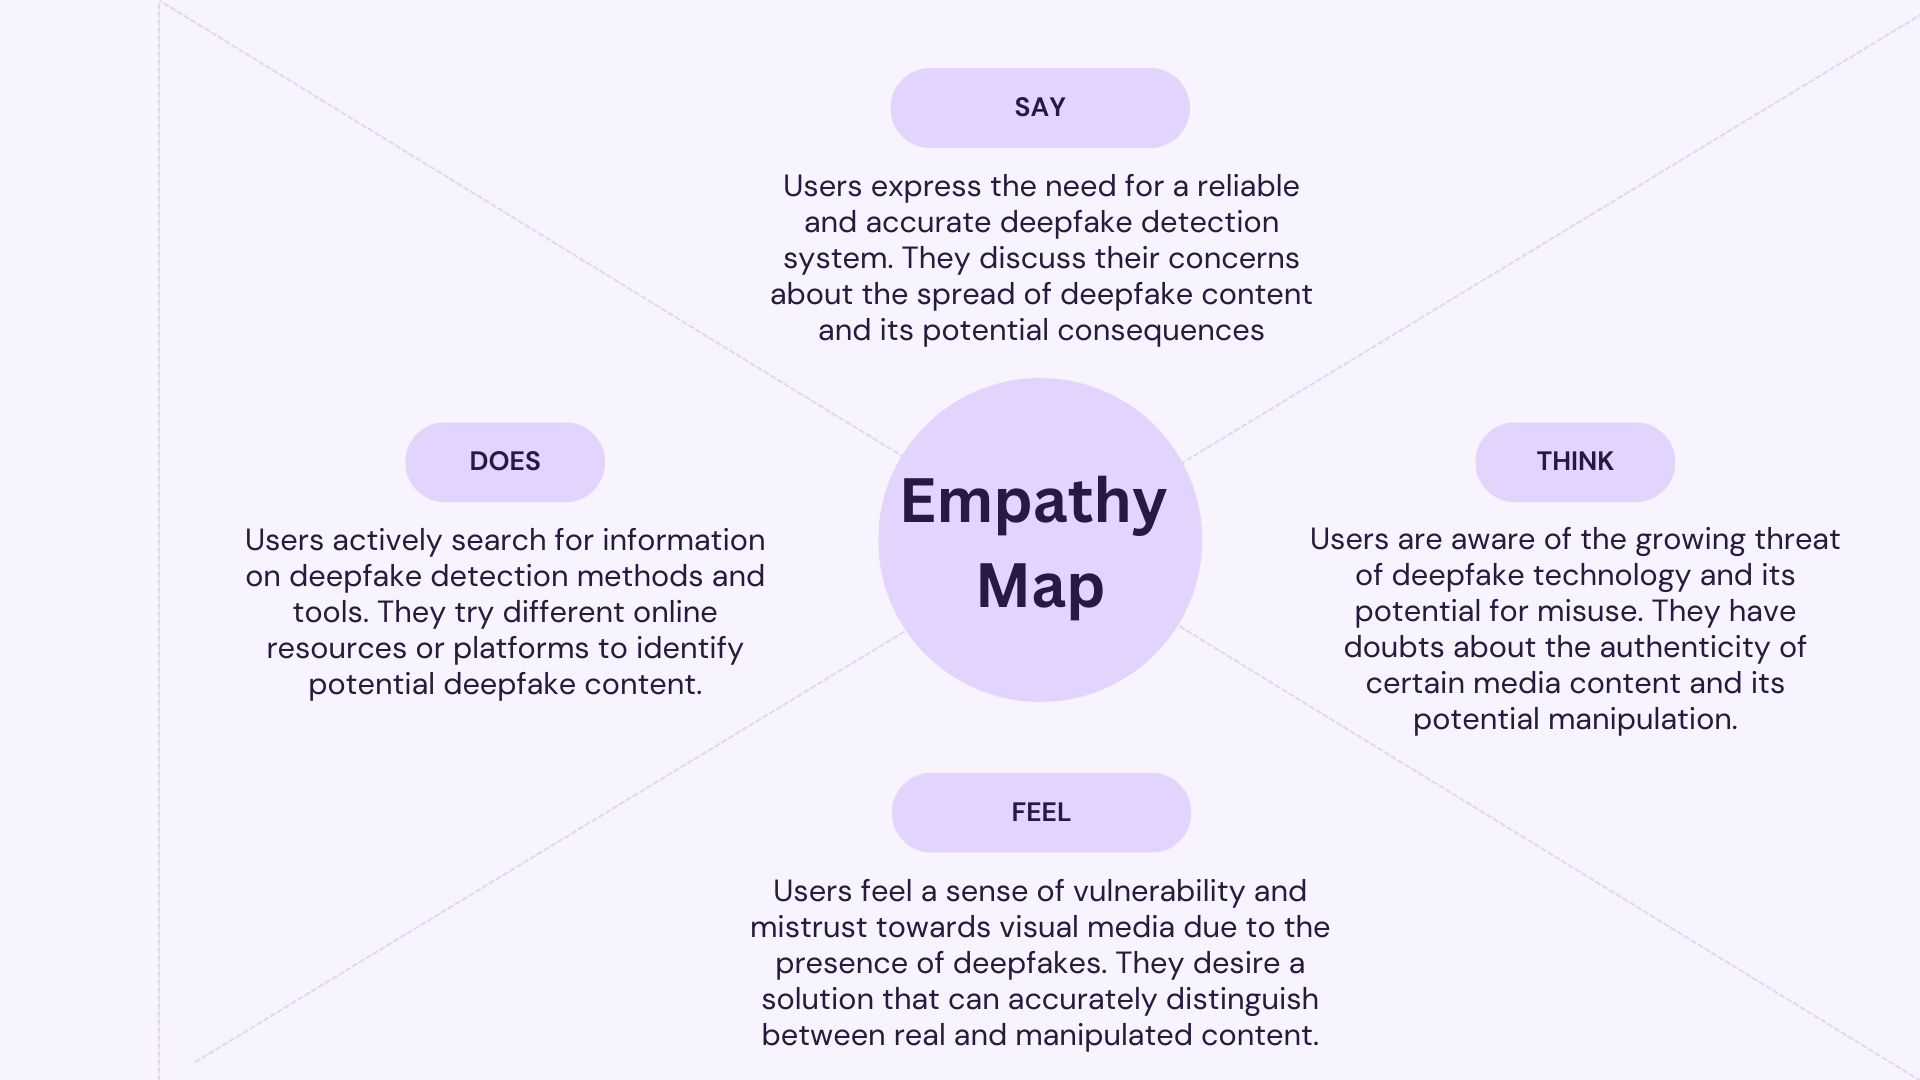 SAY
Users express the need for a reliable
and accurate deepfake detection
system. They discuss their concerns
about the spread of deepfake content
and its potential consequences
DOES
Users actively search for information
on deepfake detection methods and
tools. They try different online
resources or platforms to identify
potential deepfake content.
Empathy
Map
THINK
Users are aware of the growing threat
of deepfake technology and its
potential for misuse. They have
doubts about the authenticity of
certain media content and its
potential manipulation.
FEEL
Users feel a sense of vulnerability and
mistrust towards visual media due to the
presence of deepfakes. They desire a
solution that can accurately distinguish
between real and manipulated content.